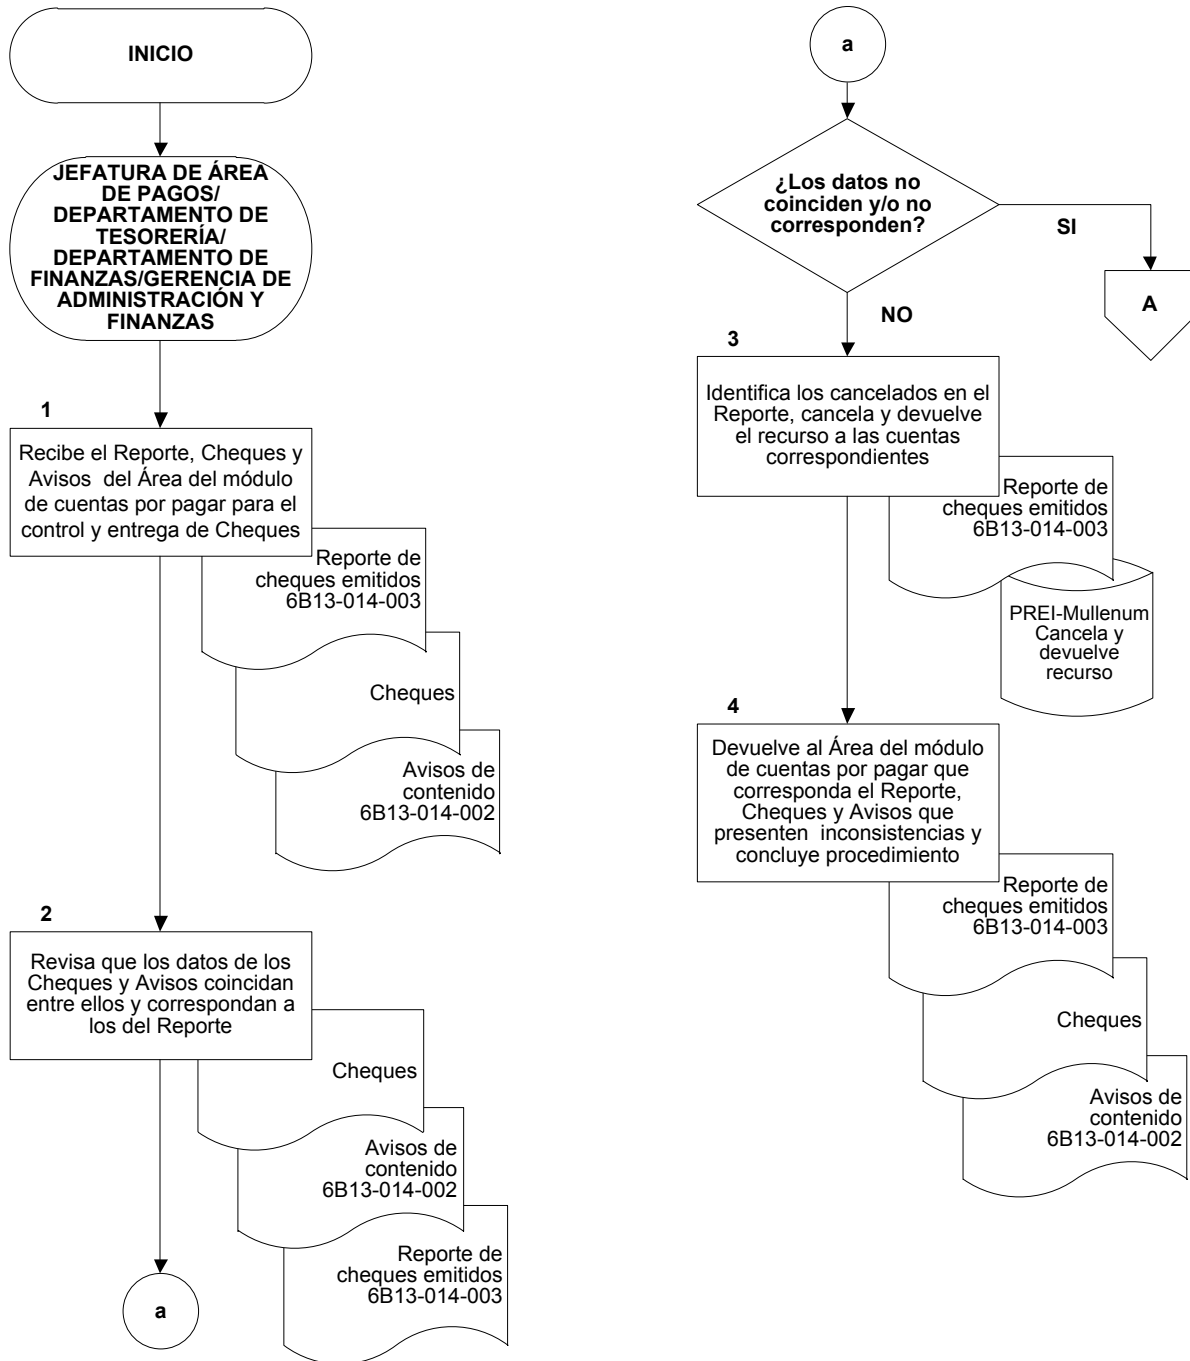 INICIO
JEFATURA DE ÁREA
DE PAGOS/
DEPARTAMENTO DE
TESORERÍA/
DEPARTAMENTO DE
FINANZAS/GERENCIA DE
ADMINISTRACIÓN Y
FINANZAS
1
Recibe el Reporte, Cheques y
Avisos del Área del módulo
de cuentas por pagar para el
control y entrega de Cheques
Reporte de
cheques emitidos
6B13-014-003
Cheques
Avisos de
contenido
6B13-014-002
2
Revisa que los datos de los
Cheques y Avisos coincidan
entre ellos y correspondan a
los del Reporte
Cheques
Avisos de
contenido
6B13-014-002
Reporte de
cheques emitidos
6B13-014-003
a
a
¿Los datos no
coinciden y/o no
corresponden?
SI
A
NO
3
Identifica los cancelados en el
Reporte, cancela y devuelve
el recurso a las cuentas
correspondientes
Reporte de
cheques emitidos
6B13-014-003
PREI-Mullenum
Cancela y
devuelve
recurso
4
Devuelve al Área del módulo
de cuentas por pagar que
corresponda el Reporte,
Cheques y Avisos que
presenten inconsistencias y
concluye procedimiento
Reporte de
cheques emitidos
6B13-014-003
Cheques
Avisos de
contenido
6B13-014-002